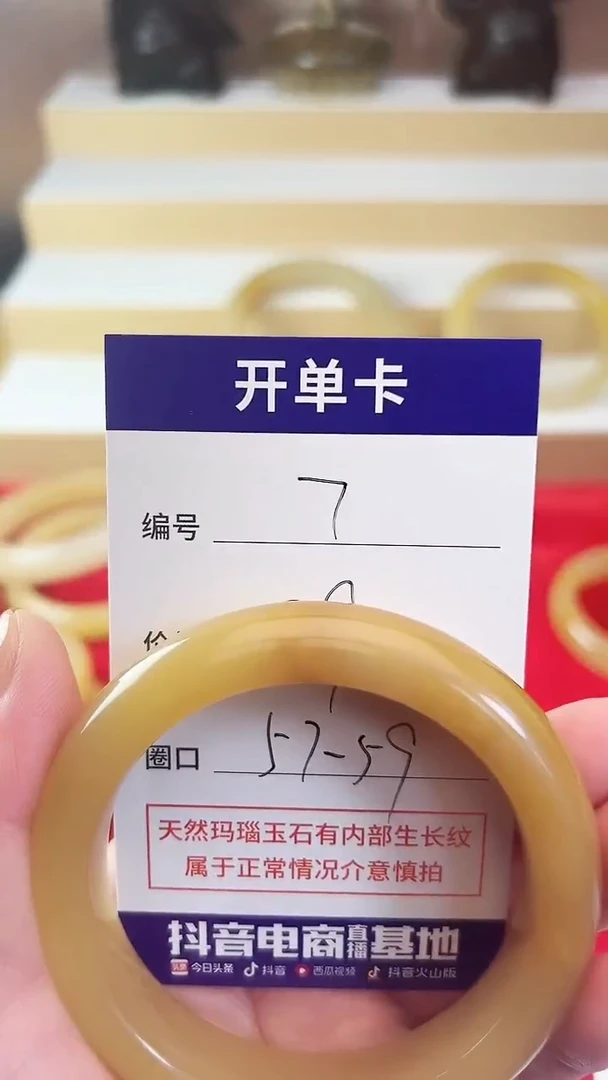 开单卡
编号 7
圈口 57-59
天然玛瑙玉石有内部生长纹
属于正常情况介意慎拍
抖音电商直播基地
头条 今日头条 抖音 西瓜视频 抖音火山版